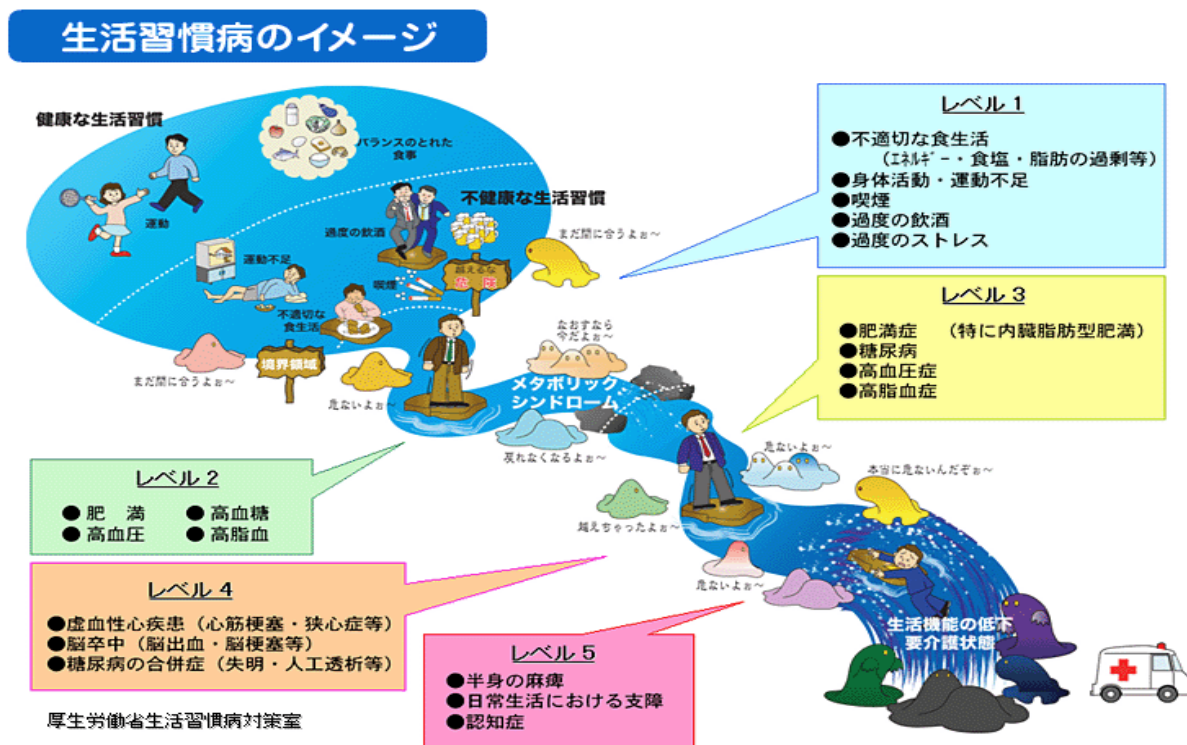 生活習慣病のイメージ
健康な生活習慣
バランスのとれた
食事
運動
不健康な生活習慣
過度の飲酒
運動不足
喫煙
越えるな
危険
不適切な
食生活
境界領域
まだ間に合うよぉ～
まだ間に合うよぉ～
危ないよぉ～
なおすなら
今だよぉ～
メタボリック
シンドローム
戻れなくなるよぉ～
危ないよぉ～
越えちゃったよぉ～
本当に危ないんだぞぉ～
危ないよぉ～
生活機能の低下
要介護状態
レベル 1
●不適切な食生活
（ｴﾈﾙｷﾞｰ・食塩・脂肪の過剰等）
●身体活動・運動不足
●喫煙
●過度の飲酒
●過度のストレス
レベル 2
●肥　満　●高血糖
●高血圧　●高脂血
レベル 3
●肥満症　（特に内臓脂肪型肥満）
●糖尿病
●高血圧症
●高脂血症
レベル 4
●虚血性心疾患（心筋梗塞・狭心症等）
●脳卒中（脳出血・脳梗塞等）
●糖尿病の合併症（失明・人工透析等）
レベル 5
●半身の麻痺
●日常生活における支障
●認知症
厚生労働省生活習慣病対策室